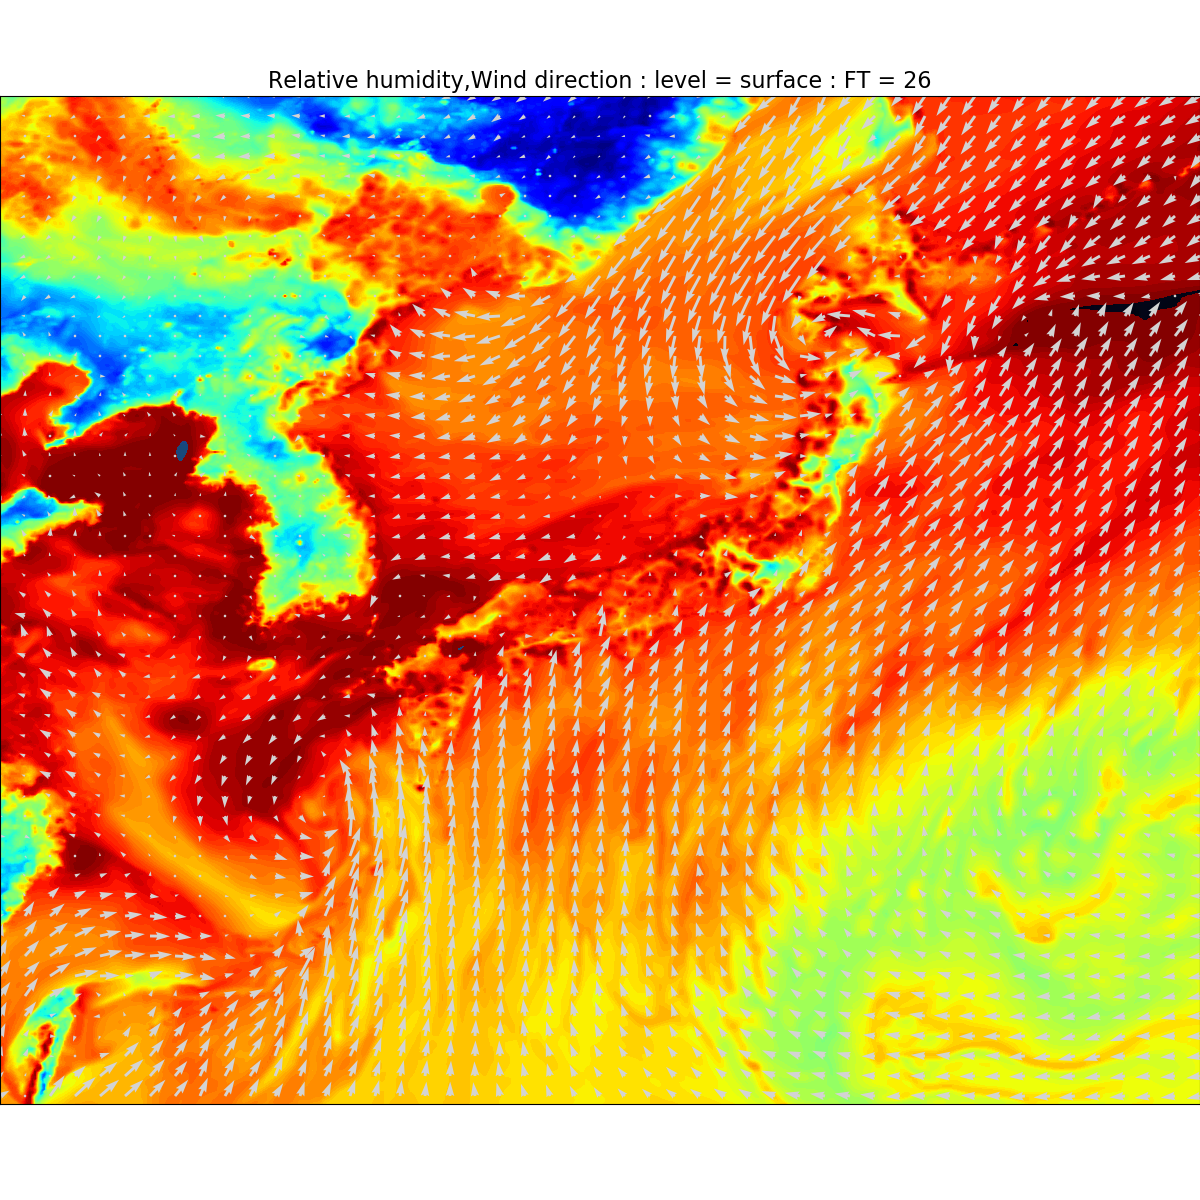 Relative humidity,Wind direction : level = surface : FT = 26